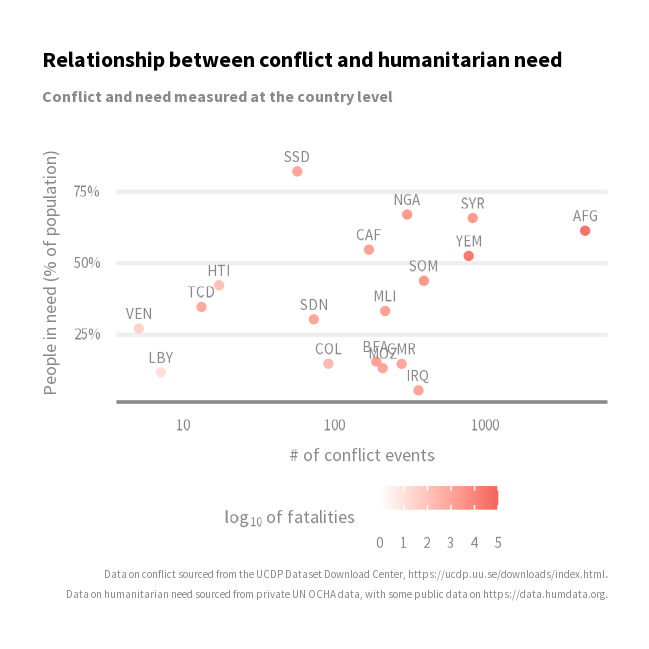 Relationship between conflict and humanitarian need
Conflict and need measured at the country level
People in need (% of population)
75%
50%
25%
SSD
NGA
SYR
AFG
CAF
YEM
SOM
HTI
TCD
MLI
SDN
VEN
COL
BFA
MOZ
CMR
LBY
IRQ
10 100 1000
# of conflict events
log10 of fatalities
0 1 2 3 4 5
Data on conflict sourced from the UCDP Dataset Download Center, https://ucdp.uu.se/downloads/index.html.
Data on humanitarian need sourced from private UN OCHA data, with some public data on https://data.humdata.org.